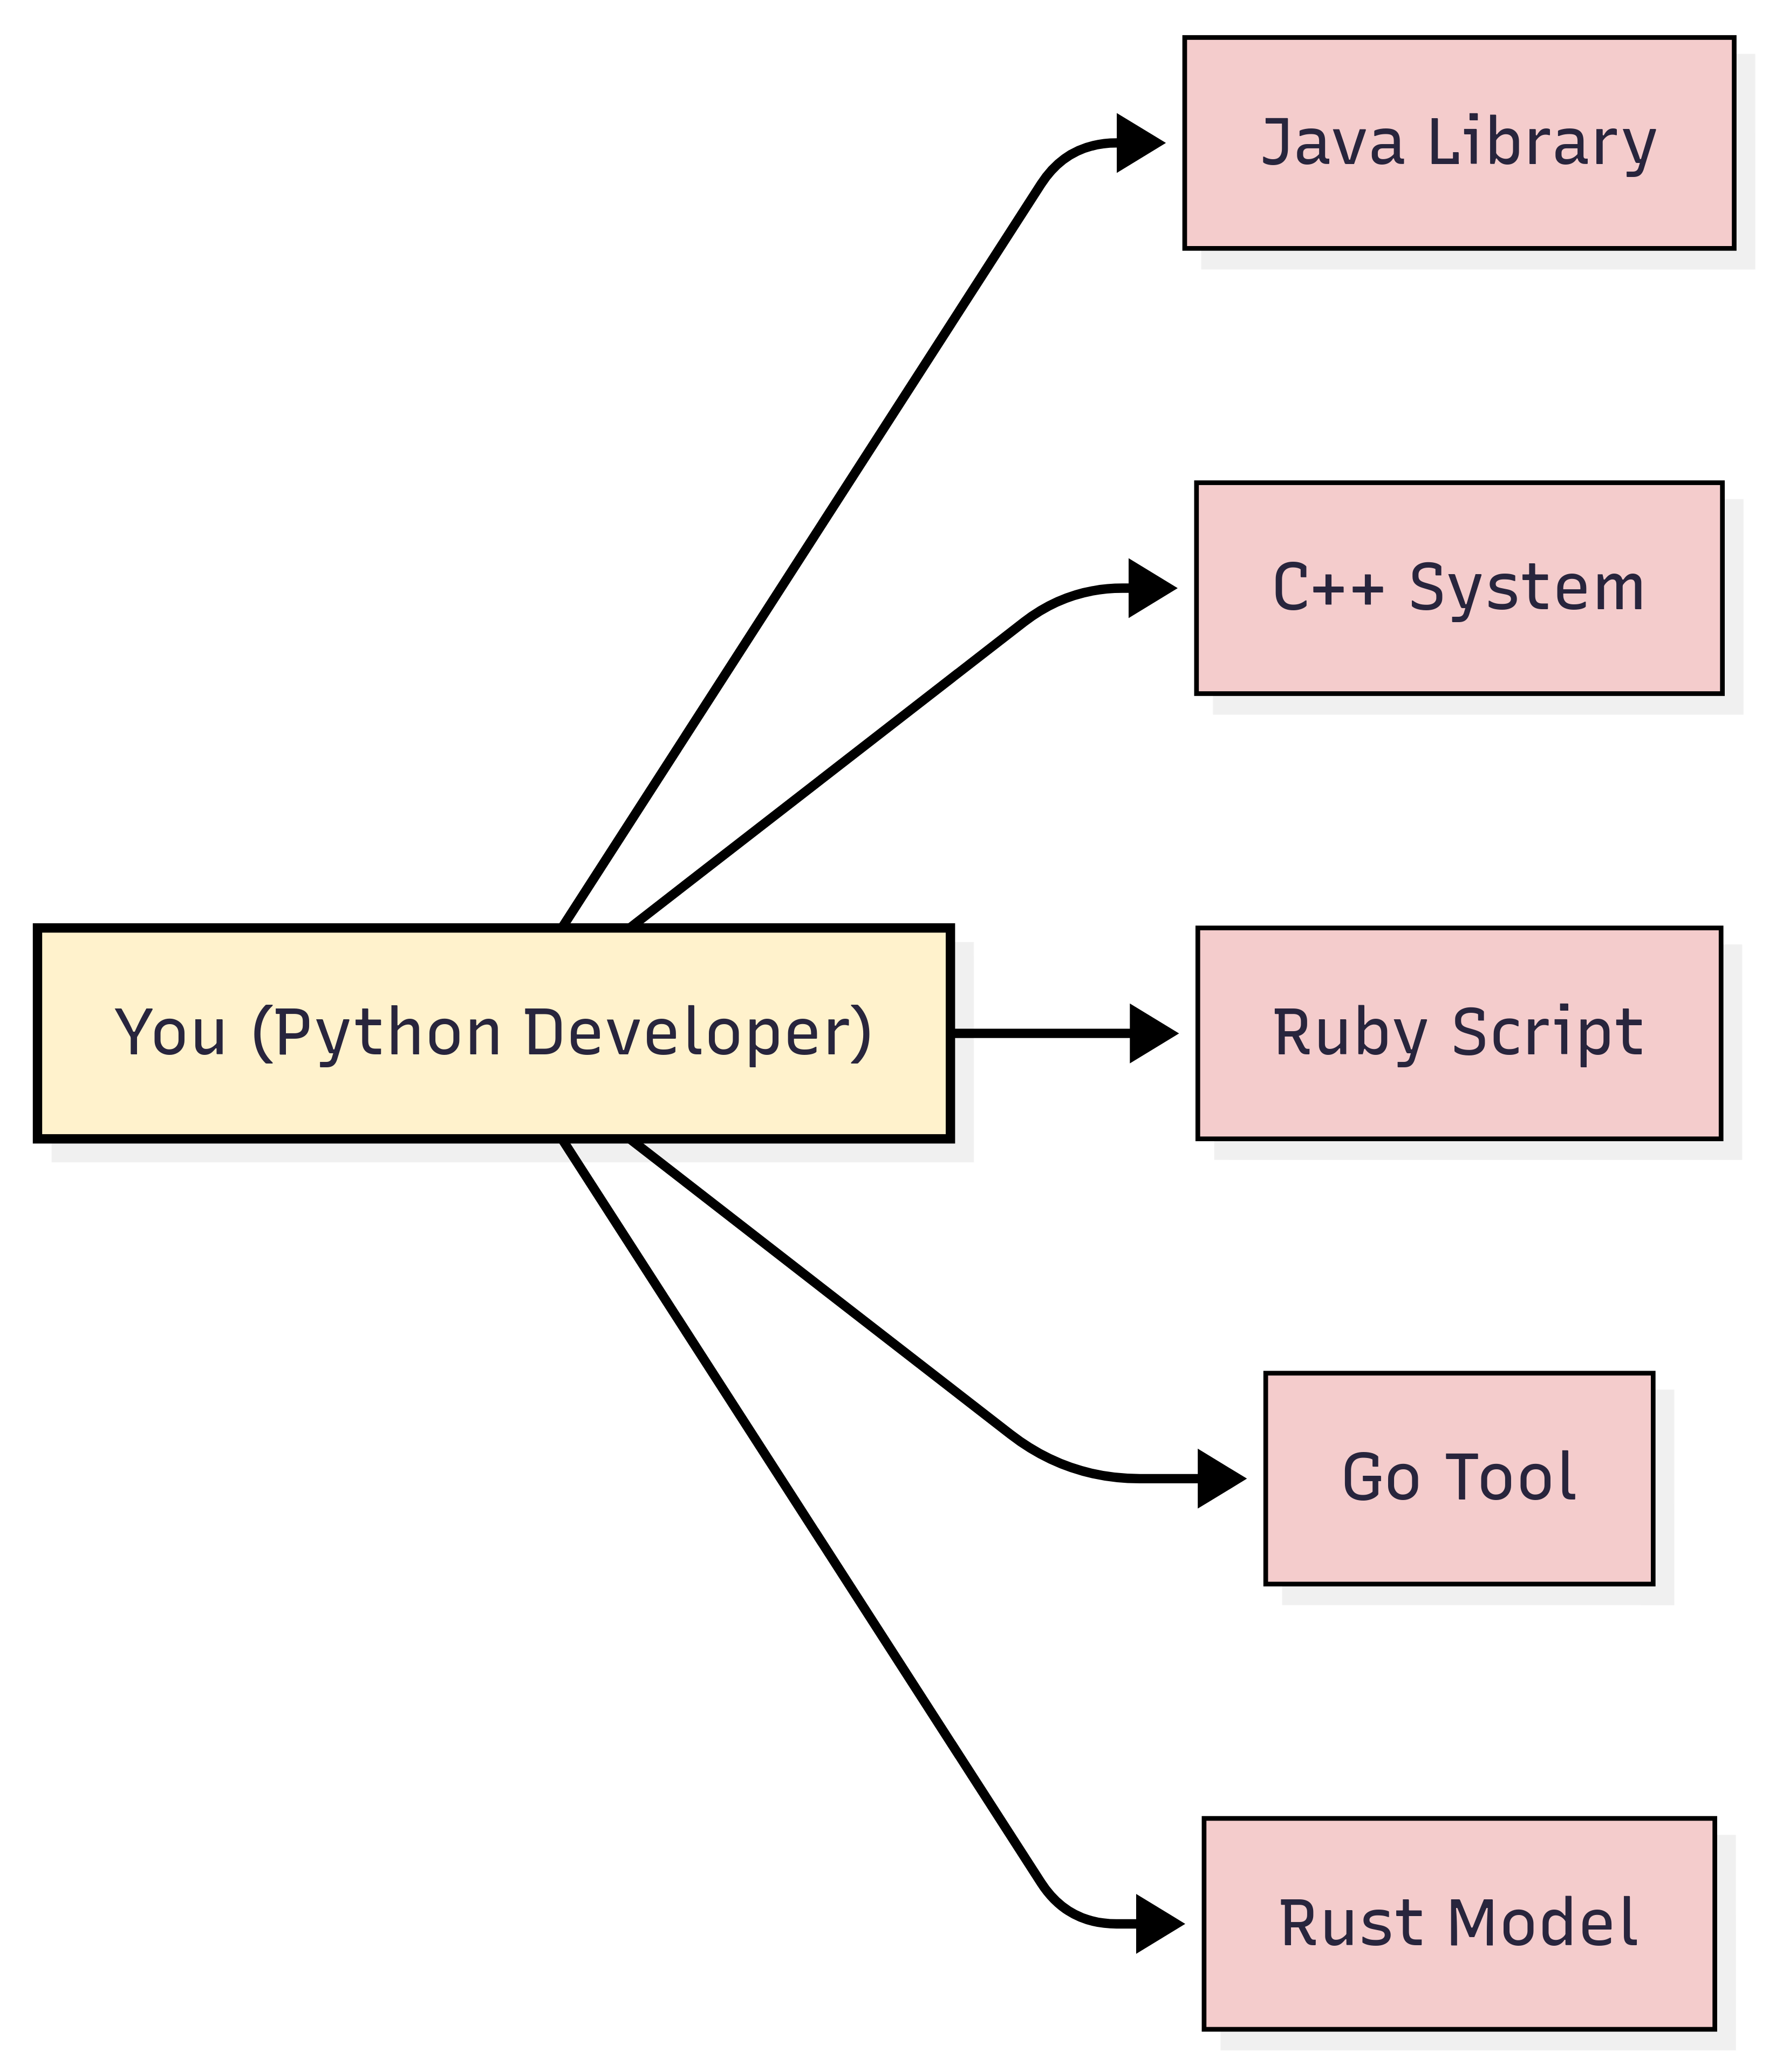 Java Library
C++ System
You (Python Developer)
Ruby Script
Go Tool
Rust Model